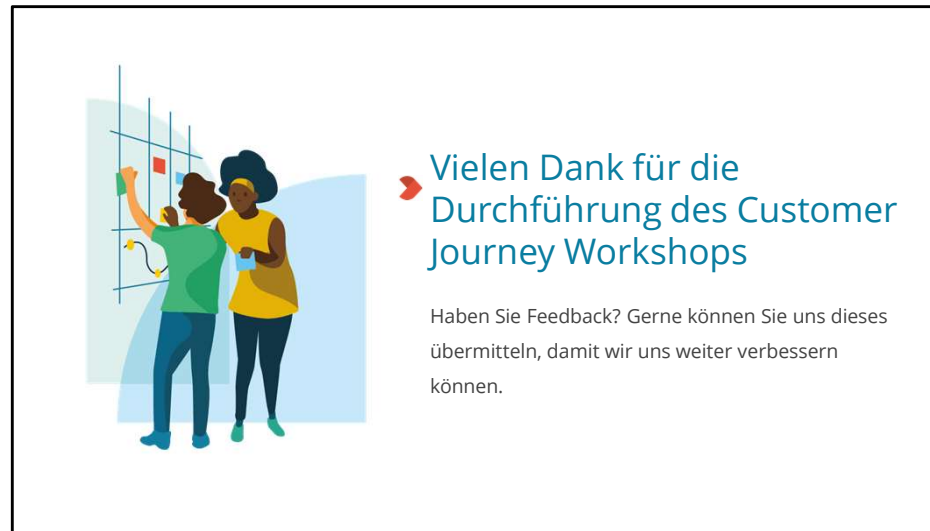 Vielen Dank für die
Durchführung des Customer
Journey Workshops
Haben Sie Feedback? Gerne können Sie uns dieses
übermitteln, damit wir uns weiter verbessern
können.